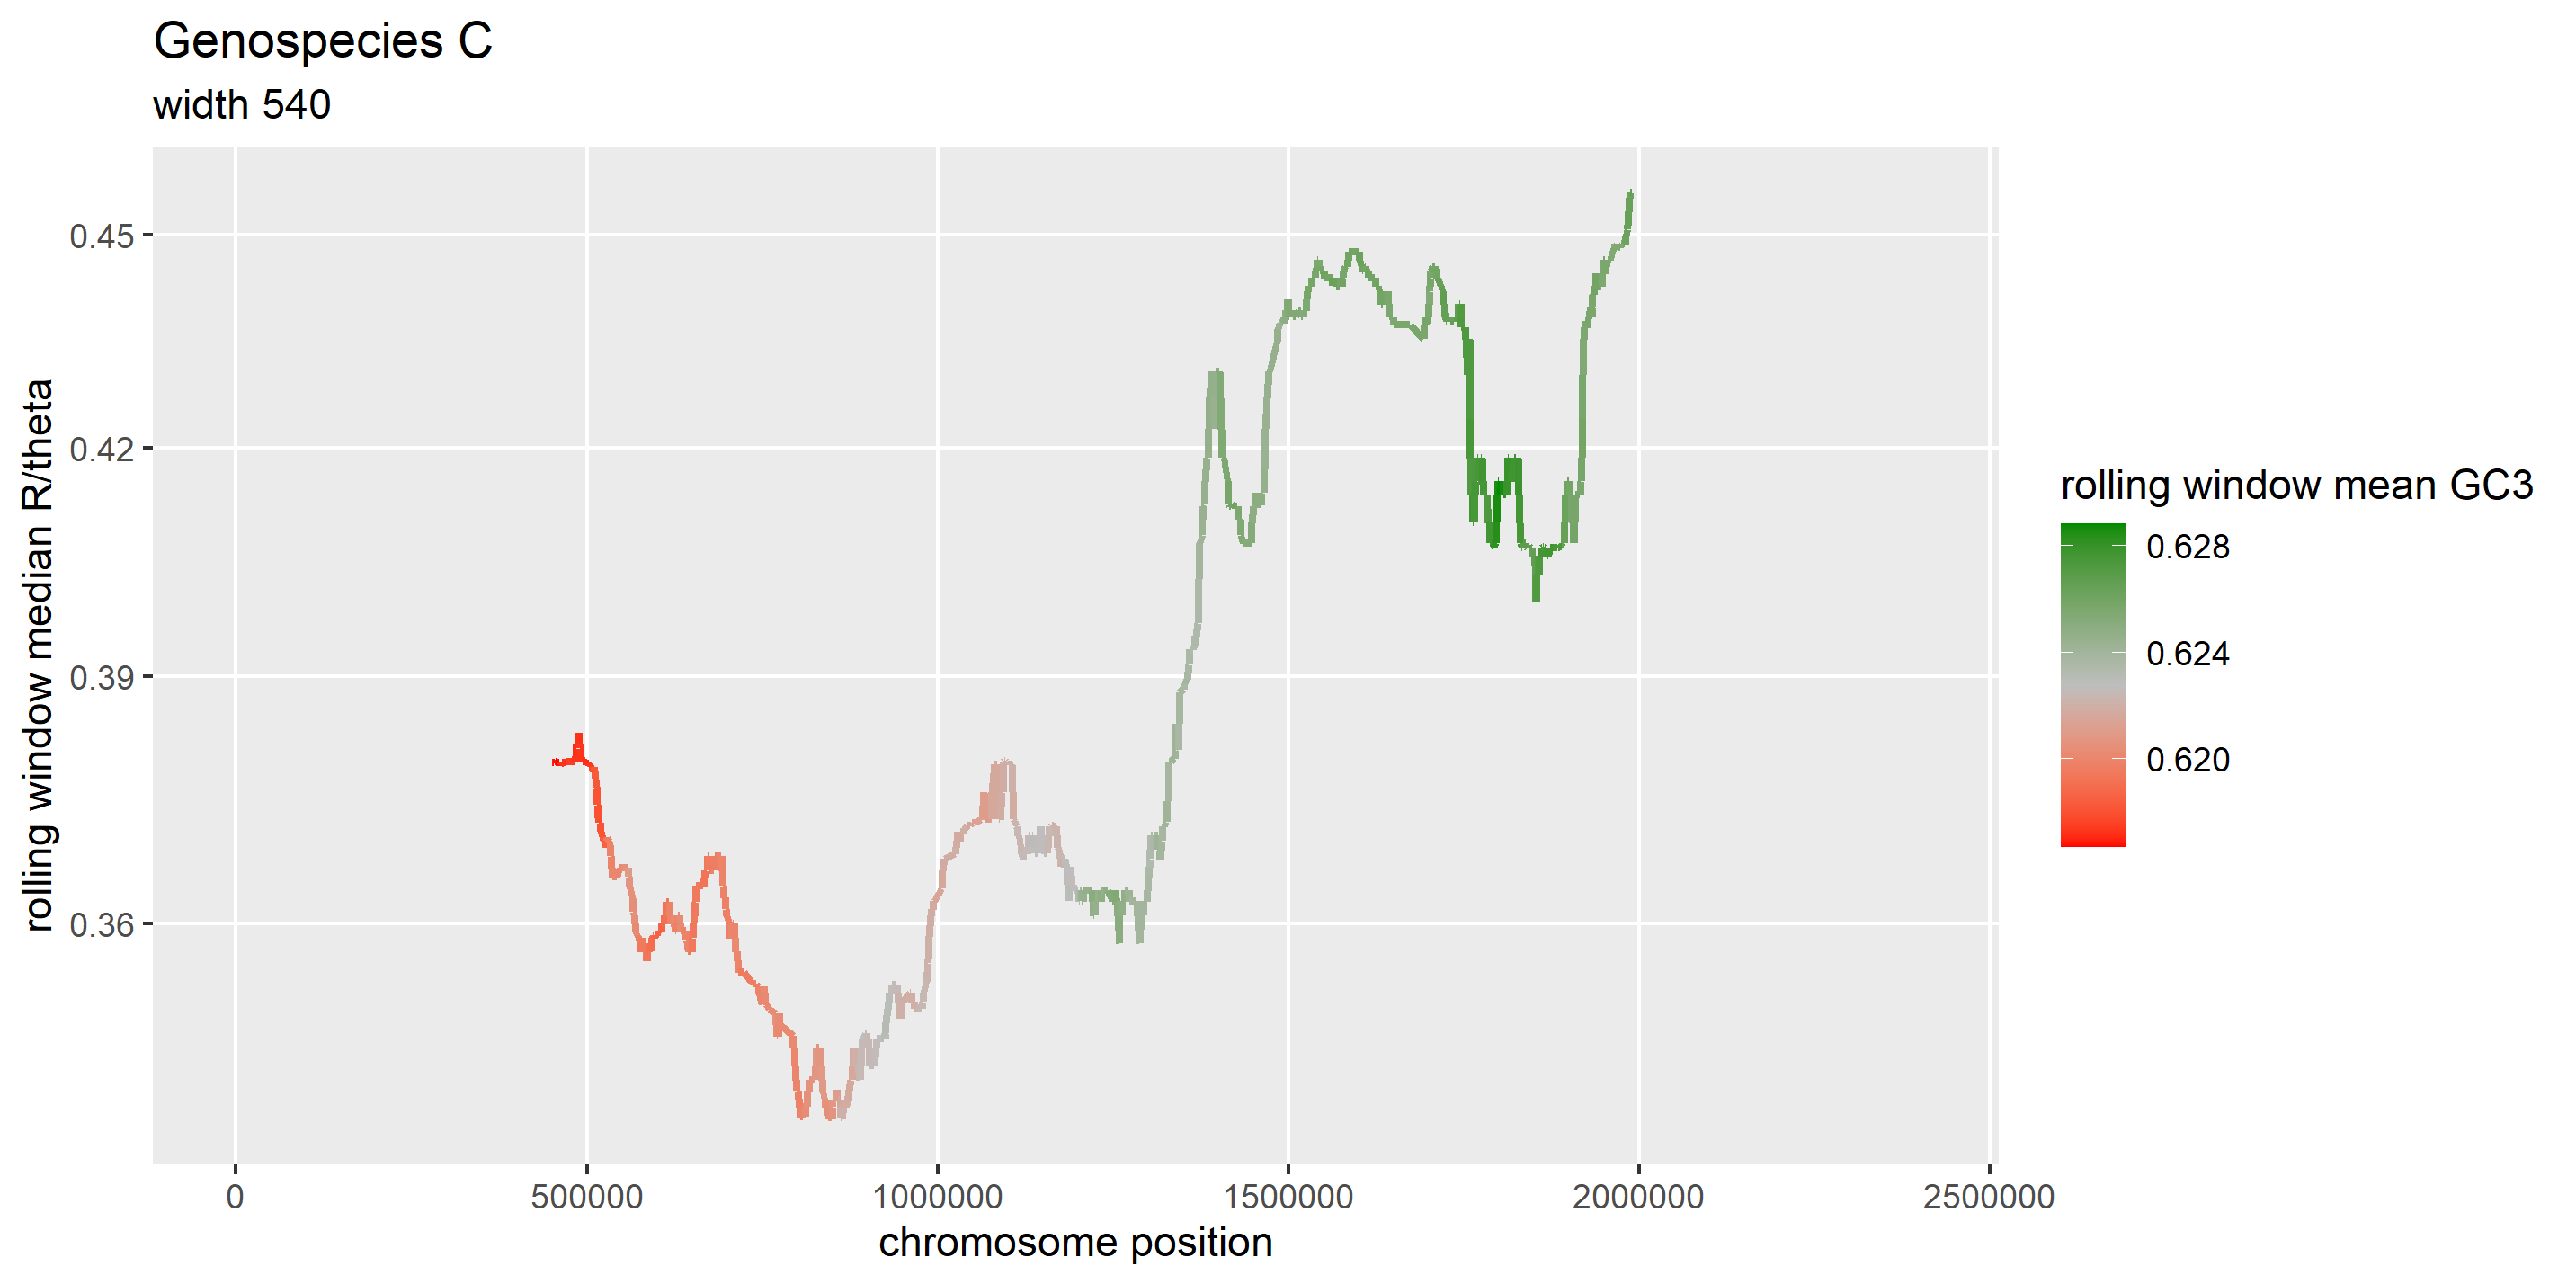 Genospecies C
width 540
rolling window median R/theta
0.45
0.42
0.39
0.36
0
500000
1000000
1500000
2000000
2500000
chromosome position
rolling window mean GC3
0.628
0.624
0.620